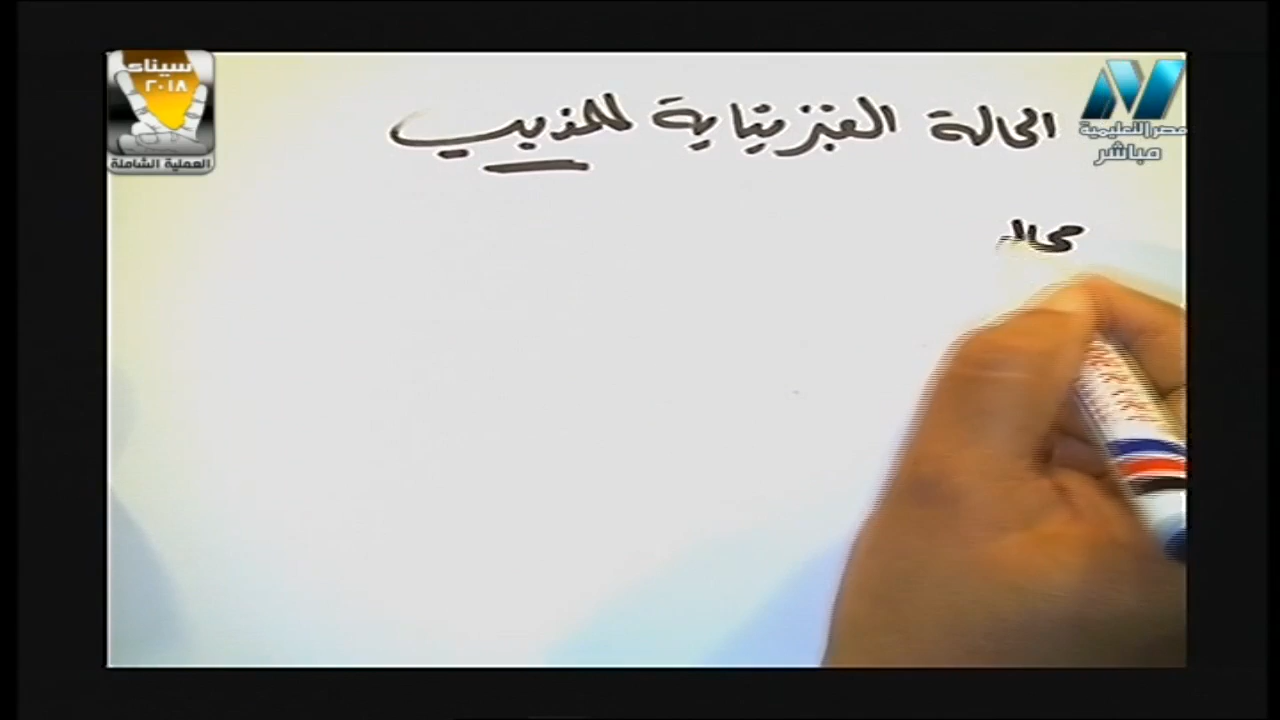 سيناء
٢٠١٨
العملية الشاملة
مصر التعليمية
مباشر
الحالة الفيزيائية للمذيب